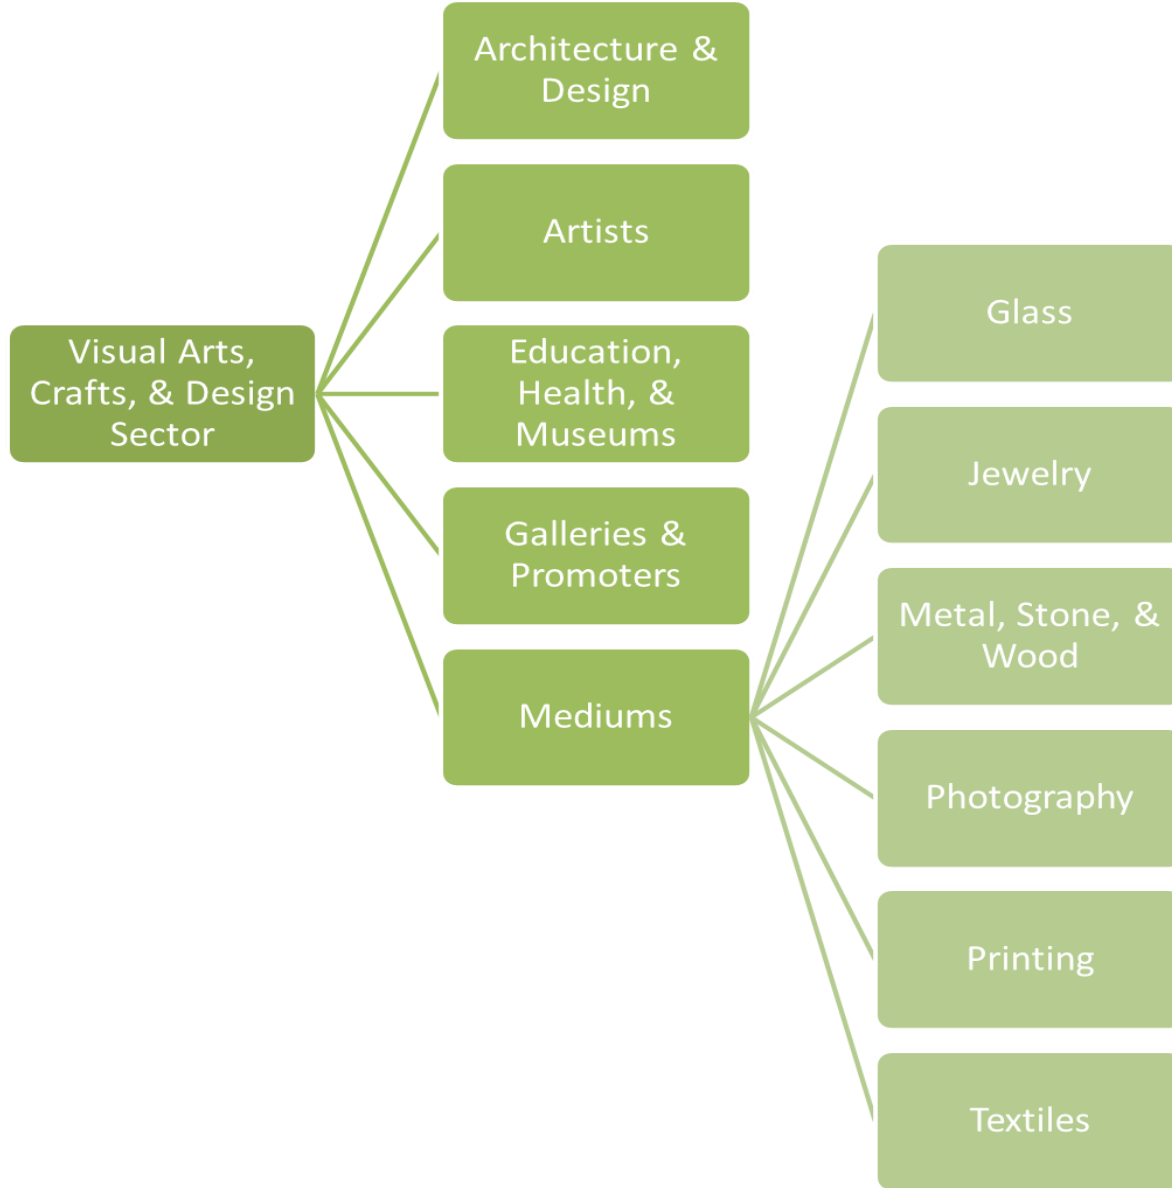 Visual Arts,
Crafts, & Design
Sector
Architecture &
Design
Artists
Education,
Health, &
Museums
Galleries &
Promoters
Mediums
Glass
Jewelry
Metal, Stone, &
Wood
Photography
Printing
Textiles